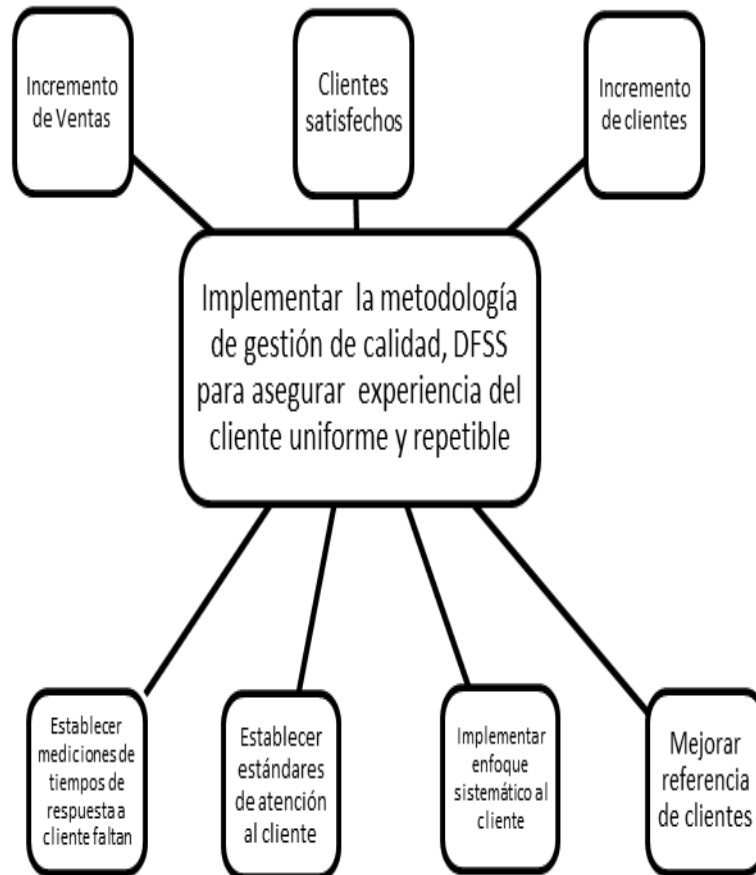 Incremento
de Ventas
Clientes
satisfechos
Incremento
de clientes
Implementar la metodología
de gestión de calidad, DFSS
para asegurar experiencia del
cliente uniforme y repetible
Establecer
mediciones de
tiempos de
respuesta a
cliente faltan
Establecer
estándares
de atención
al cliente
Implementar
enfoque
sistemático al
cliente
Mejorar
referencia
de clientes